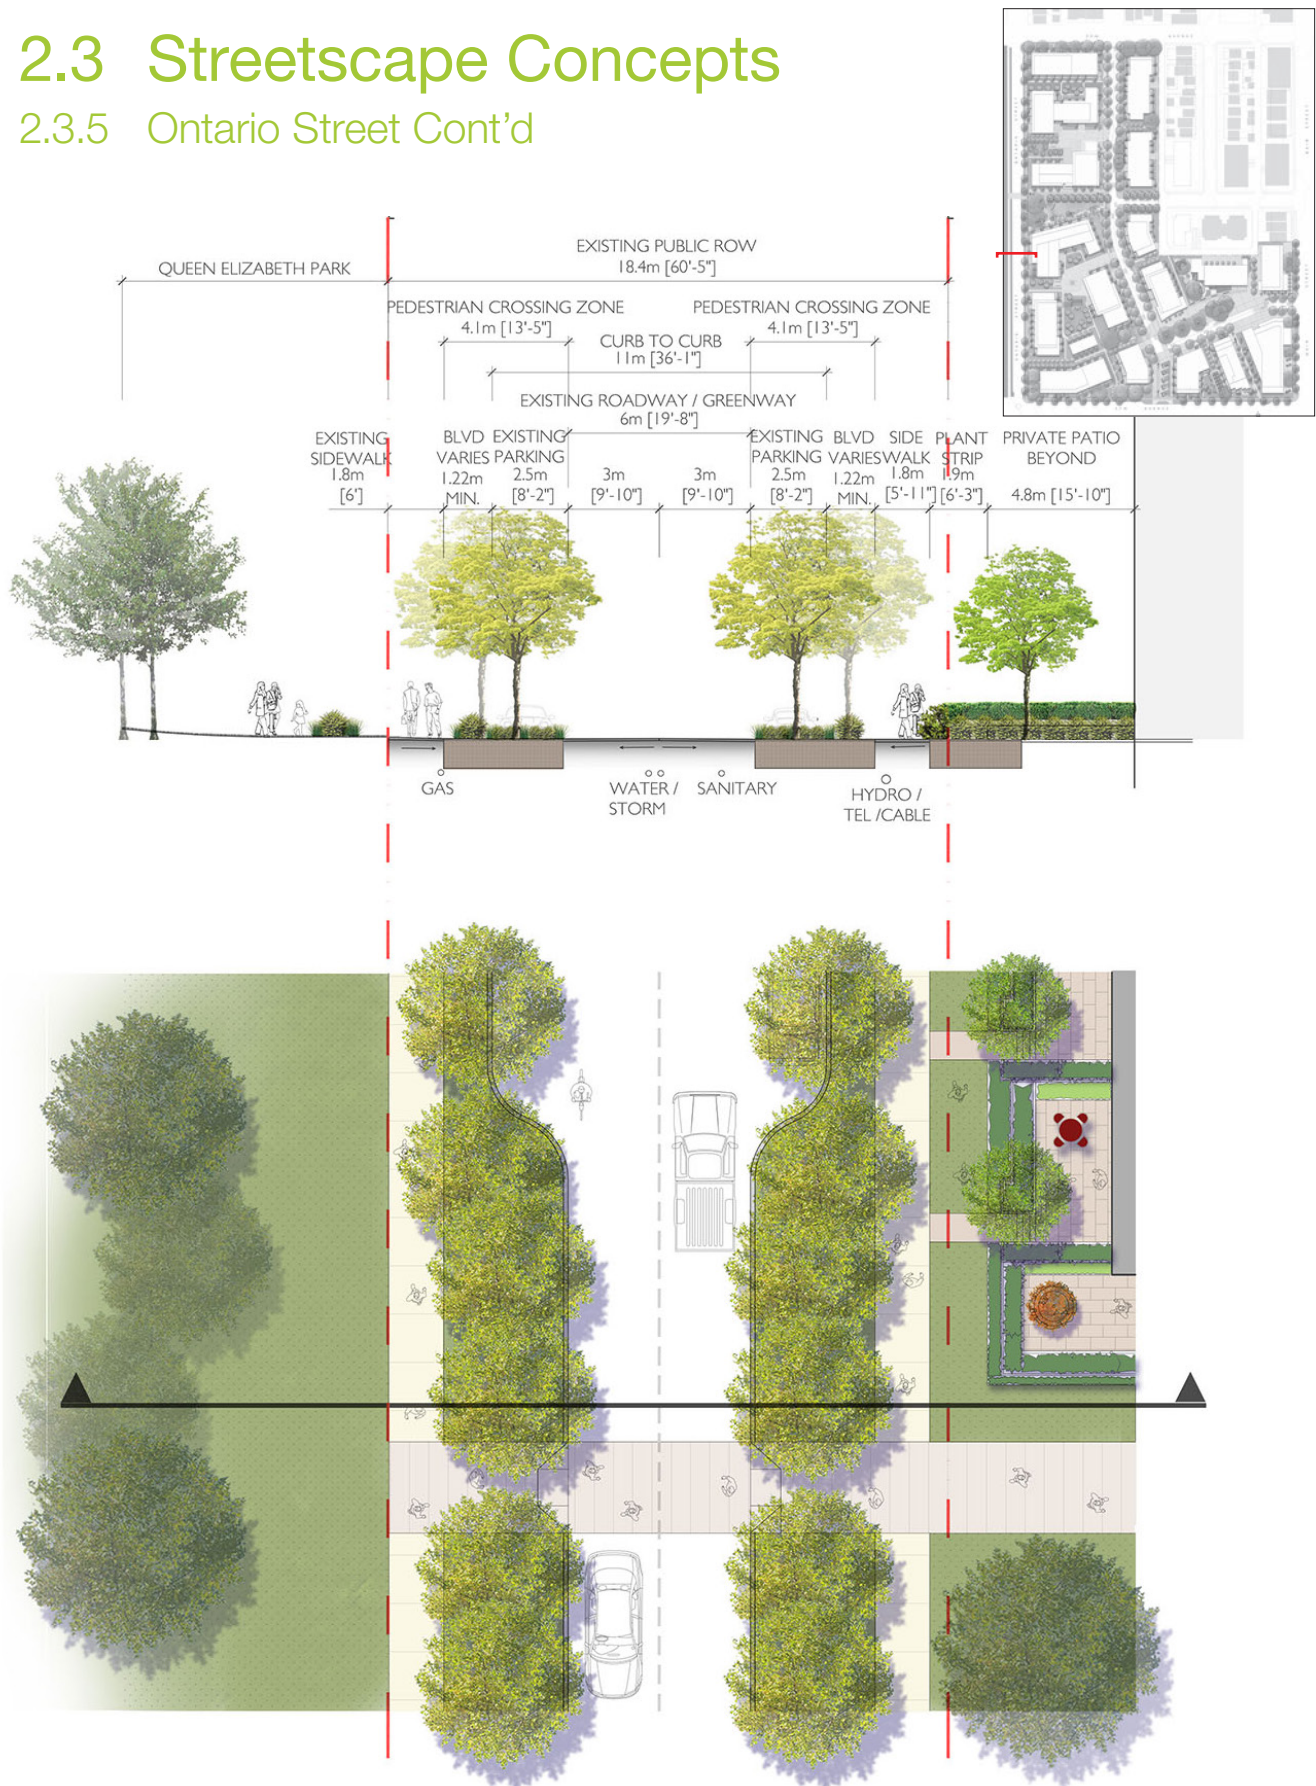 2.3 Streetscape Concepts
2.3.5 Ontario Street Cont'd
QUEEN ELIZABETH PARK
EXISTING PUBLIC ROW
18.4m [60'-5"]
PEDESTRIAN CROSSING ZONE
4.1m [13'-5"]
PEDESTRIAN CROSSING ZONE
4.1m [13'-5"]
CURB TO CURB
11m [36'-1"]
EXISTING ROADWAY / GREENWAY
6m [19'-8"]
EXISTING
SIDEWALK
1.8m
[6']
BLVD
VARIES
1.22m
MIN.
EXISTING
PARKING
2.5m
[8'-2"]
3m
[9'-10"]
3m
[9'-10"]
EXISTING
PARKING
2.5m
[8'-2"]
BLVD
VARIES
1.22m
MIN.
SIDE
WALK
1.8m
[5'-11"]
PLANT
STRIP
1.9m
[6'-3"]
PRIVATE PATIO
BEYOND
4.8m [15'-10"]
GAS
WATER /
STORM
SANITARY
HYDRO /
TEL /CABLE